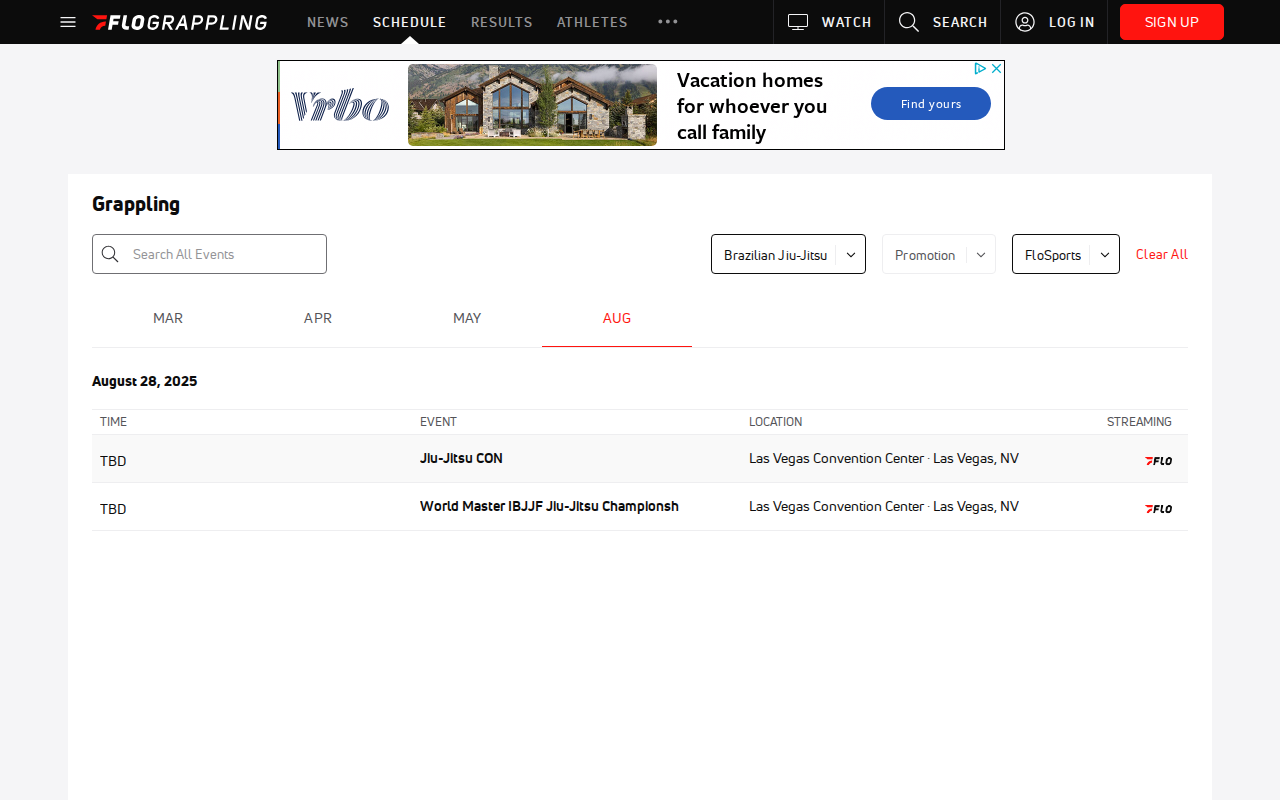 FLOGRAPPLING
NEWS
SCHEDULE
RESULTS
ATHLETES
WATCH
SEARCH
LOG IN
SIGN UP
Vrbo
Vacation homes
for whoever you
call family
Find yours
Grappling
Search All Events
Brazilian Jiu-Jitsu
Promotion
FloSports
Clear All
MAR
APR
MAY
AUG
August 28, 2025
TIME
EVENT
LOCATION
STREAMING
TBD
Jiu-Jitsu CON
Las Vegas Convention Center · Las Vegas, NV
FLO
TBD
World Master IBJJF Jiu-Jitsu Championsh
Las Vegas Convention Center · Las Vegas, NV
FLO